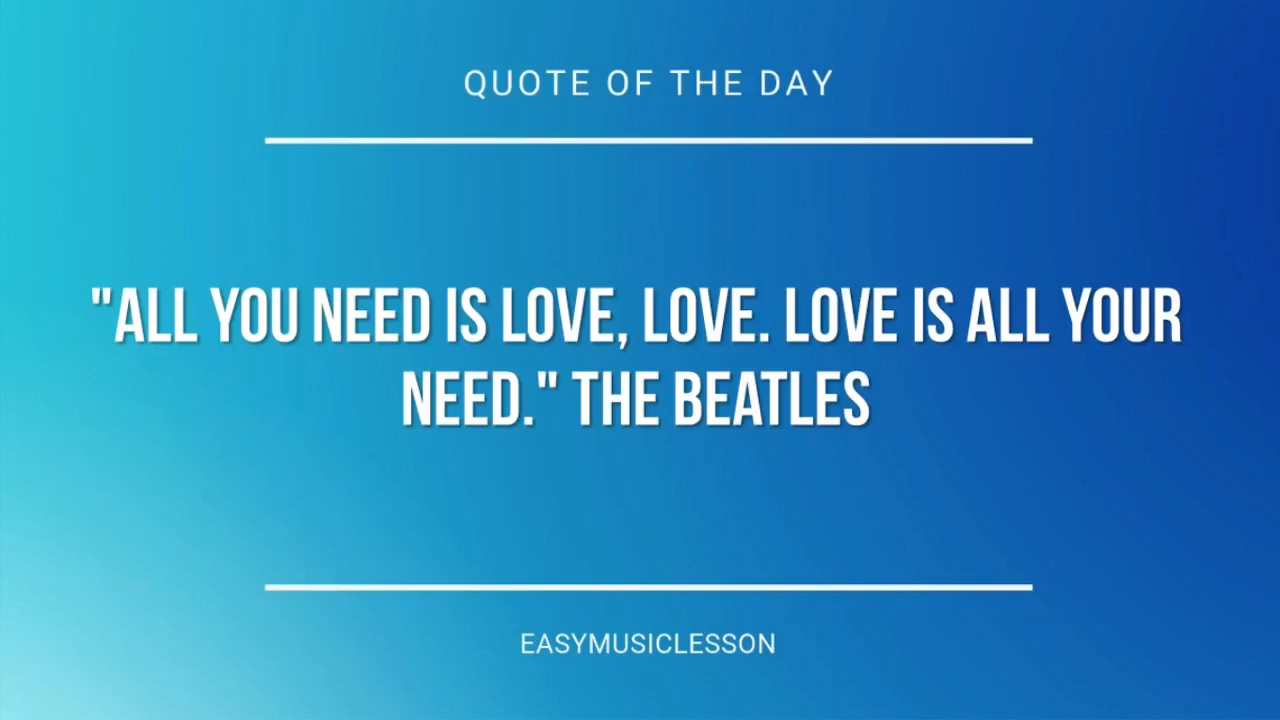 QUOTE OF THE DAY
"ALL YOU NEED IS LOVE, LOVE. LOVE IS ALL YOUR
NEED." THE BEATLES
EASYMUSICLESSON